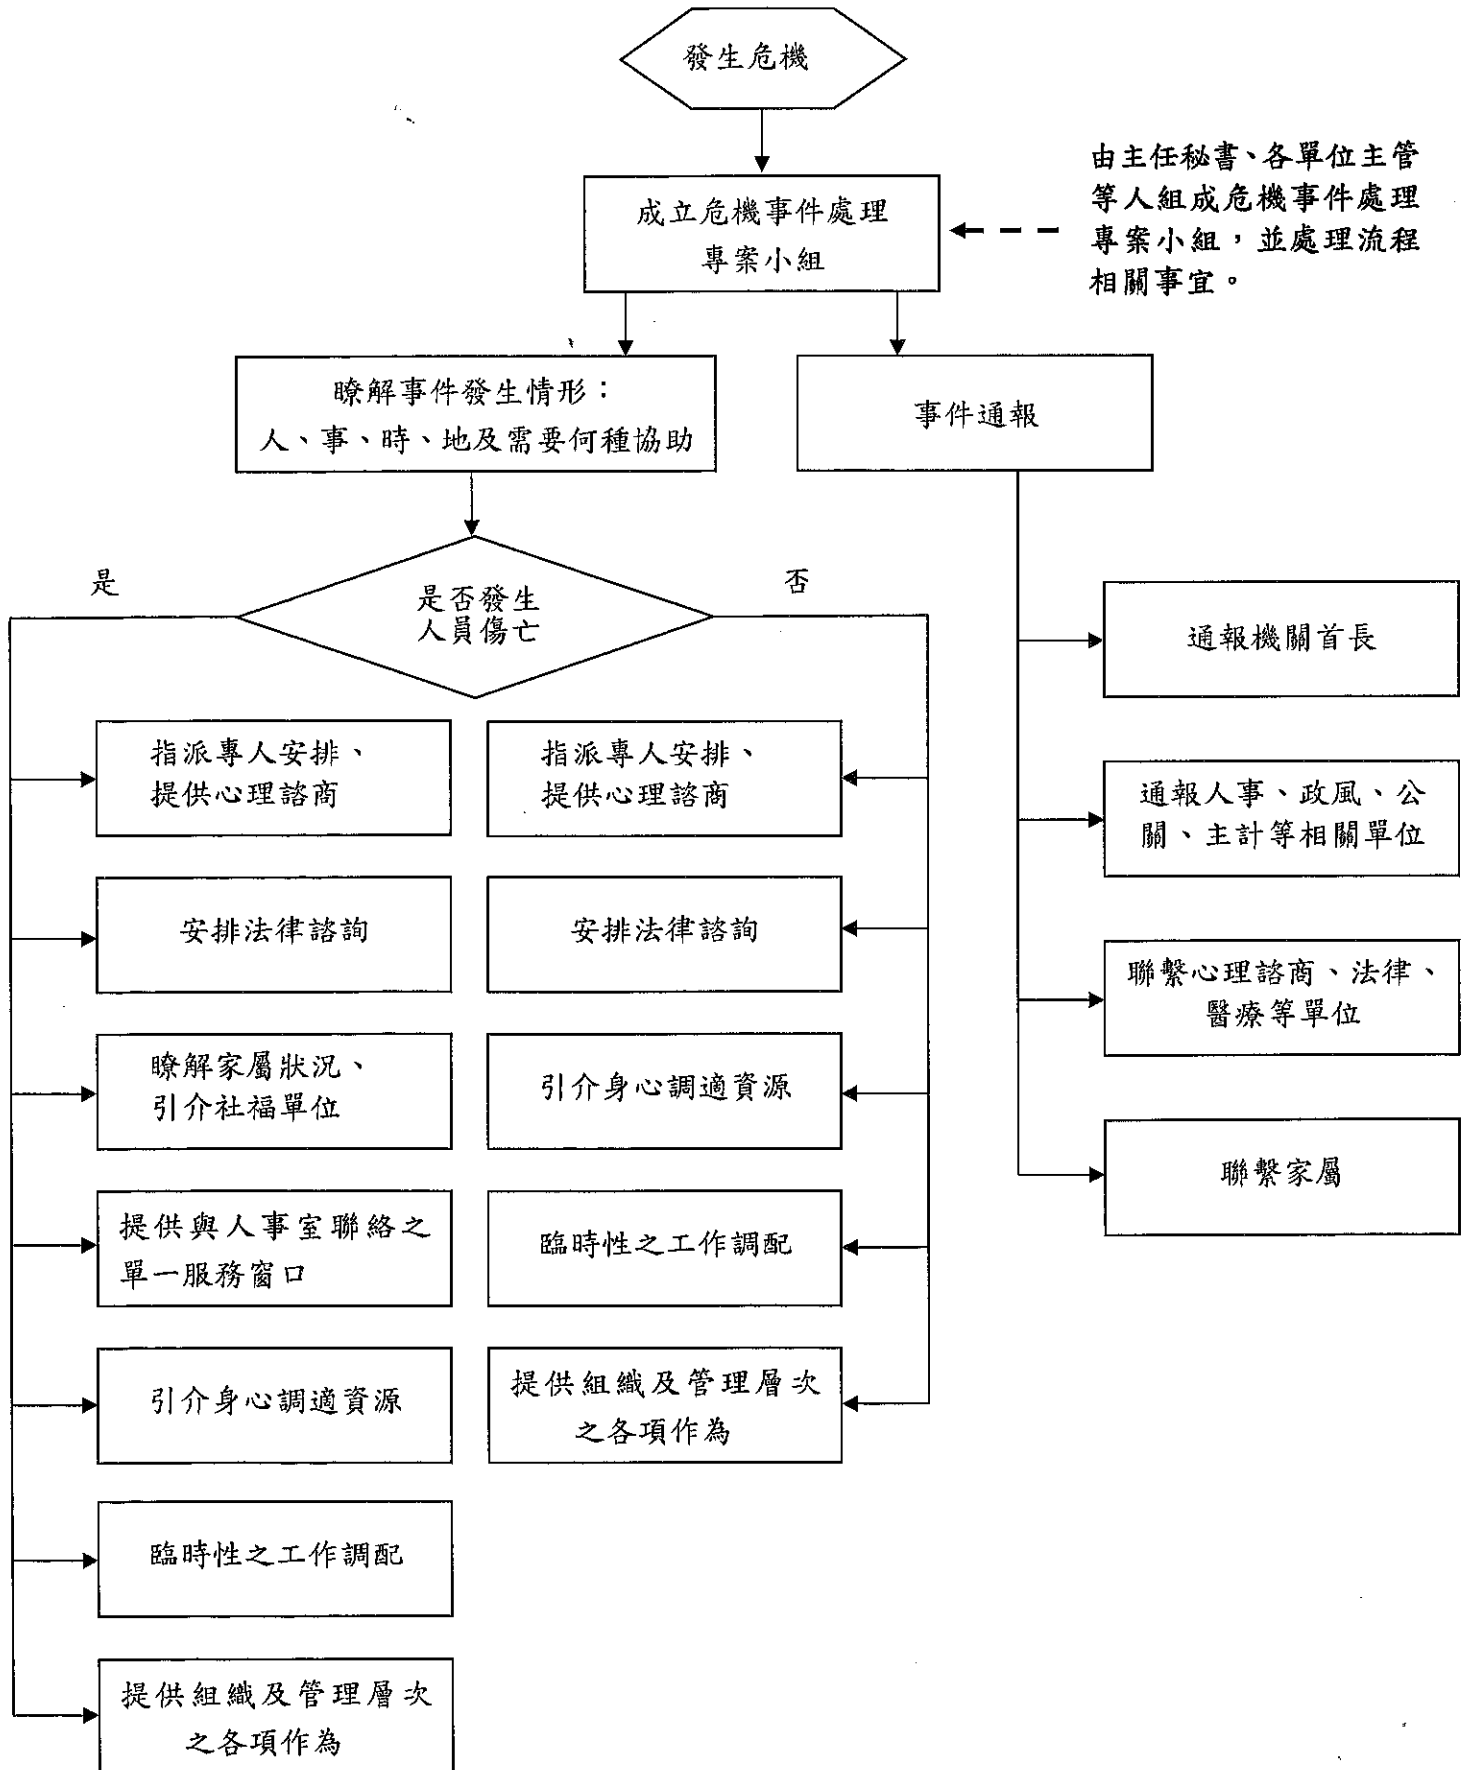 發生危機
由主任秘書、各單位主管
等人組成危機事件處理
專案小組，並處理流程
相關事宜。
成立危機事件處理
專案小組
瞭解事件發生情形：
人、事、時、地及需要何種協助
事件通報
是
是否發生
人員傷亡
否
指派專人安排、
提供心理諮商
安排法律諮詢
瞭解家屬狀況、
引介社福單位
提供與人事室聯絡之
單一服務窗口
引介身心調適資源
臨時性之工作調配
提供組織及管理層次
之各項作為
指派專人安排、
提供心理諮商
安排法律諮詢
引介身心調適資源
臨時性之工作調配
提供組織及管理層次
之各項作為
通報機關首長
通報人事、政風、公
關、主計等相關單位
聯繫心理諮商、法律、
醫療等單位
聯繫家屬